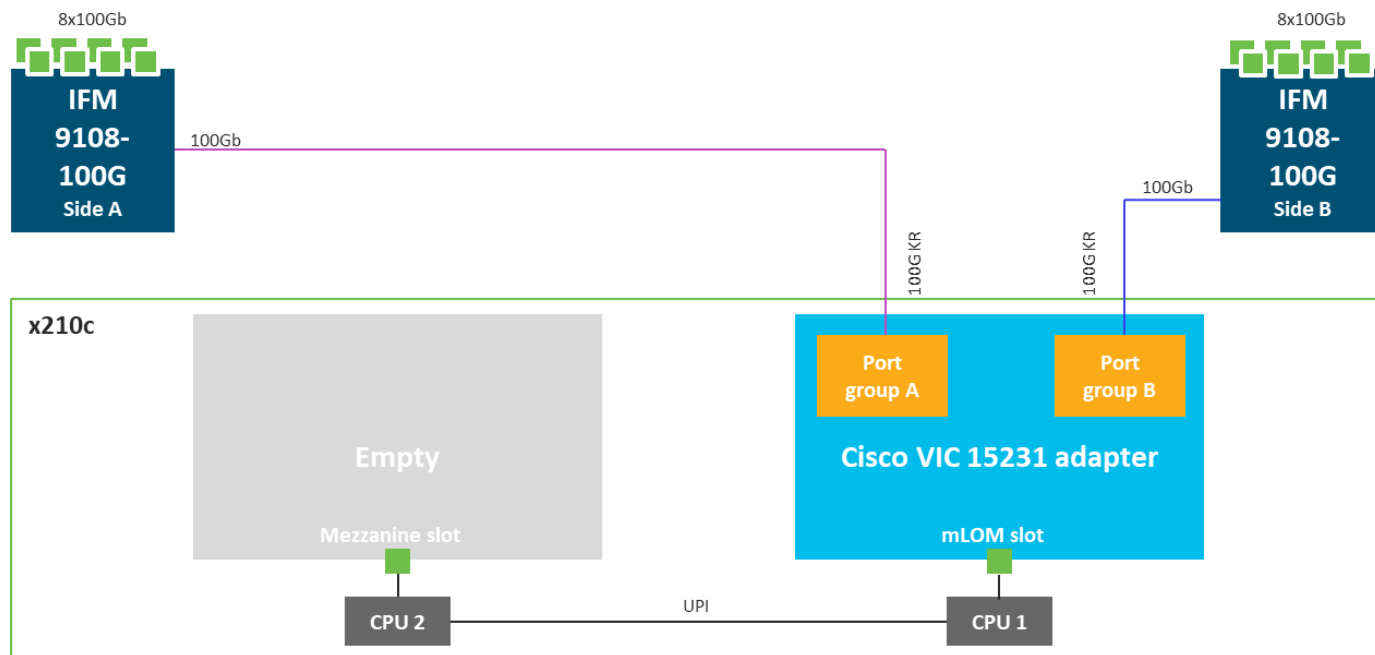 8x100Gb
8x100Gb
IFM
9108-
100G
Side A
IFM
9108-
100G
Side B
100Gb
100Gb
100G KR
100G KR
x210c
Port
group A
Port
group B
Empty
Cisco VIC 15231 adapter
Mezzanine slot
mLOM slot
CPU 2
UPI
CPU 1